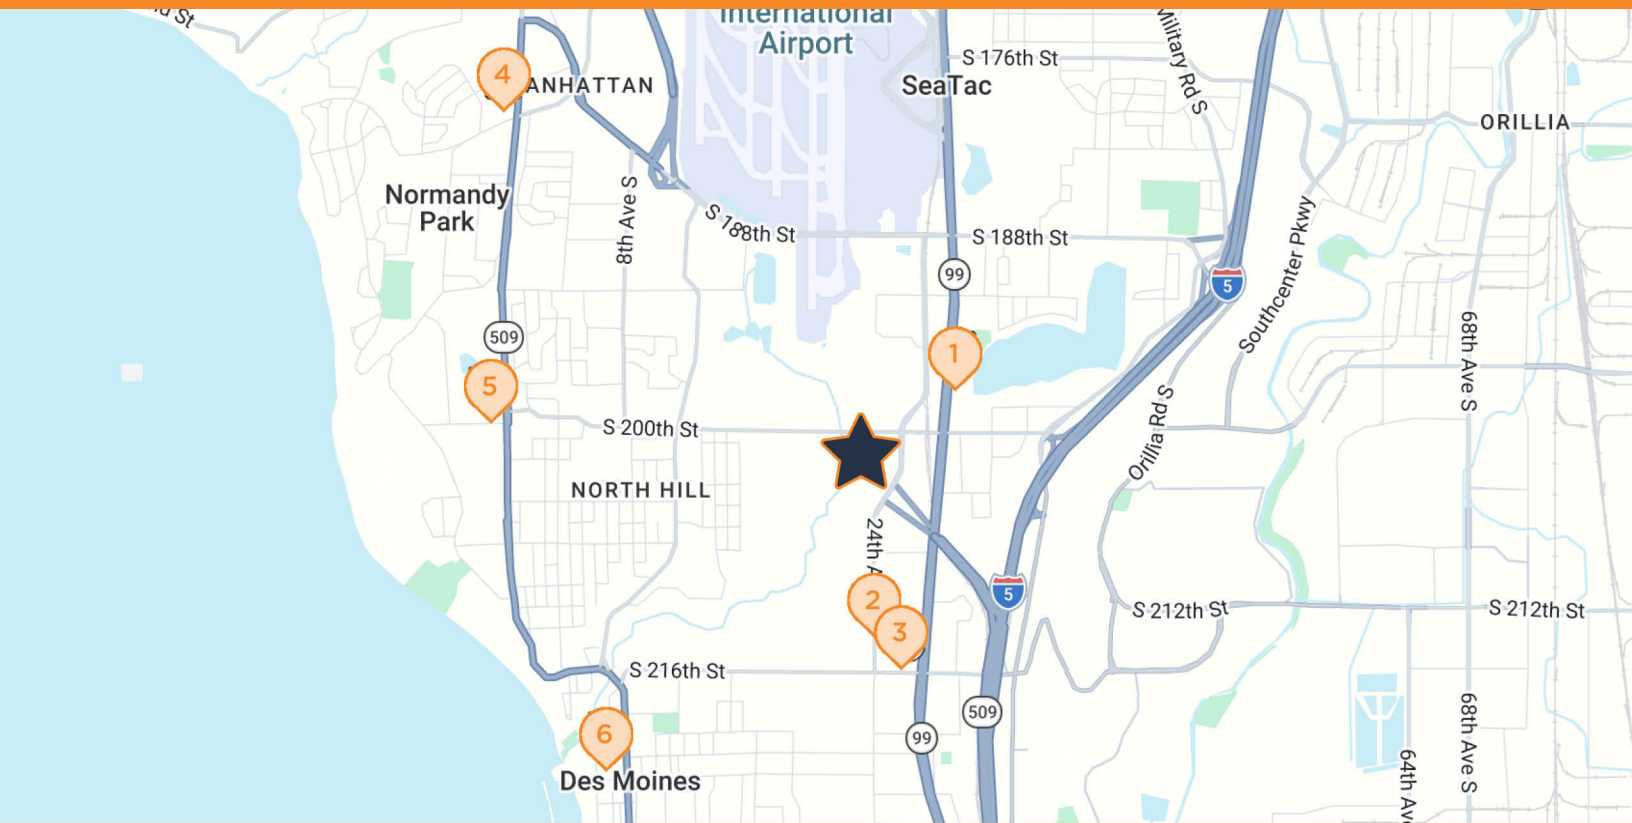 International
Airport
S 176th St
SeaTac
Military Rd S
ORILLIA
4
ANHATTAN
Normandy
Park
8th Ave S
S 188th St
S 188th St
99
5
Southcenter Pkwy
68th Ave S
509
1
5
S 200th St
Orillia Rd S
NORTH HILL
24th A
2
3
5
S 212th St
S 212th St
S 216th St
509
99
6
Des Moines
64th Av
68th Ave S